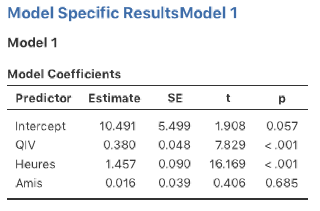 Model Specific ResultsModel 1
Model 1
Model Coefficients
Predictor Estimate SE t p
Intercept 10.491 5.499 1.908 0.057
QIV 0.380 0.048 7.829 < .001
Heures 1.457 0.090 16.169 < .001
Amis 0.016 0.039 0.406 0.685